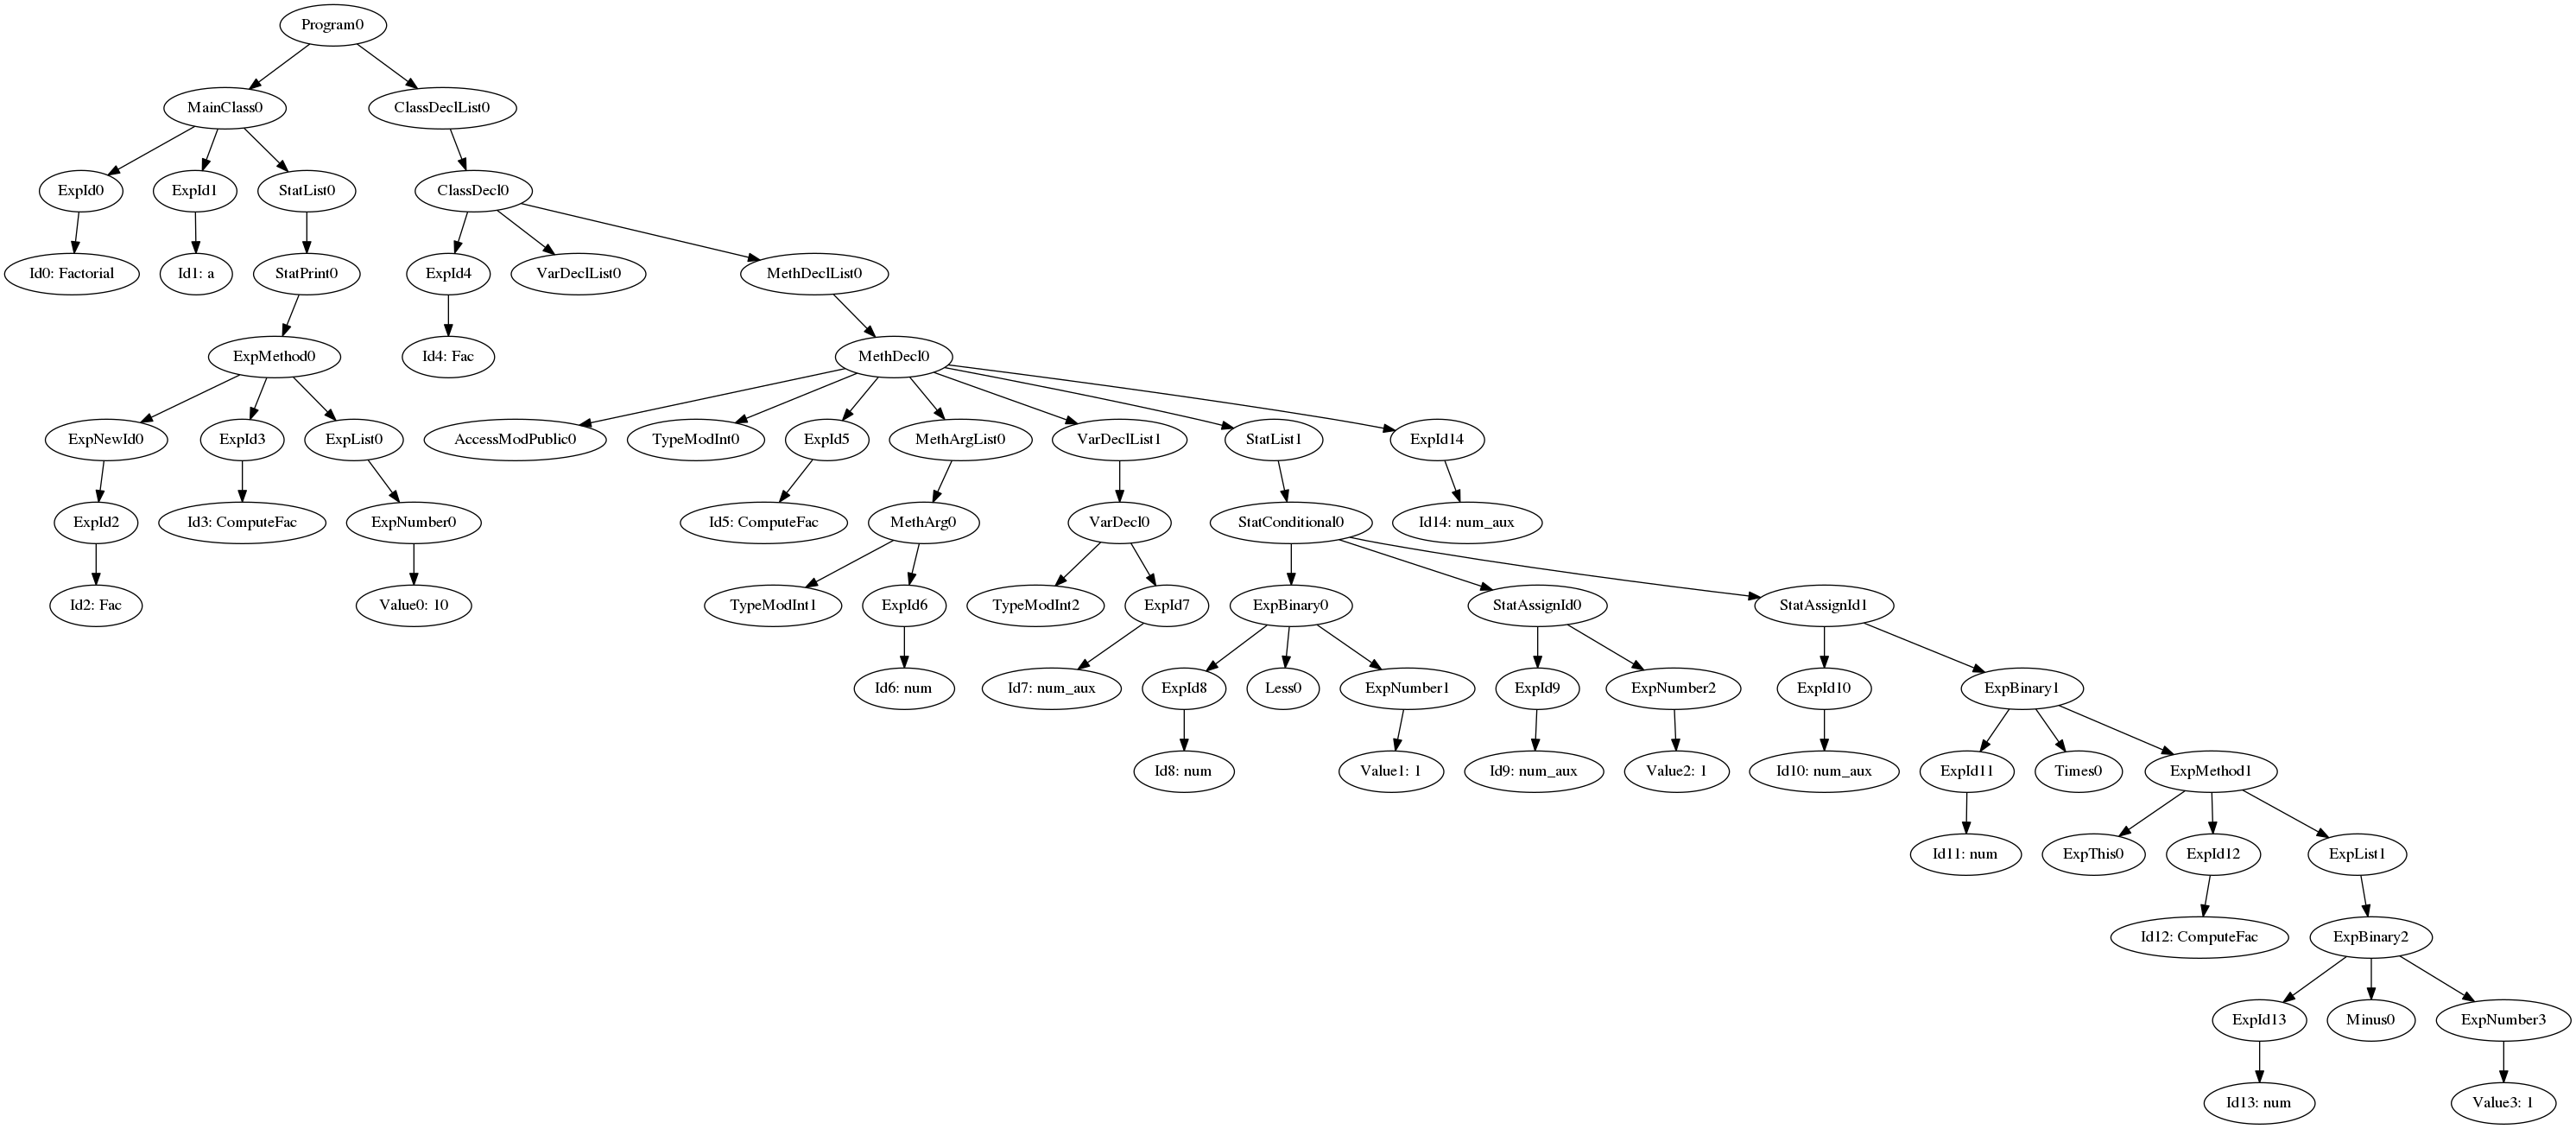 Program0
MainClass0
ClassDeclList0
ExpId0
ExpId1
StatList0
ClassDecl0
Id0: Factorial
Id1: a
StatPrint0
ExpId4
VarDeclList0
MethDeclList0
ExpMethod0
Id4: Fac
MethDecl0
ExpNewId0
ExpId3
ExpList0
AccessModPublic0
TypeModInt0
ExpId5
MethArgList0
VarDeclList1
StatList1
ExpId14
ExpId2
Id3: ComputeFac
ExpNumber0
Id5: ComputeFac
MethArg0
VarDecl0
StatConditional0
Id14: num_aux
Id2: Fac
Value0: 10
TypeModInt1
ExpId6
TypeModInt2
ExpId7
ExpBinary0
StatAssignId0
StatAssignId1
Id6: num
Id7: num_aux
ExpId8
Less0
ExpNumber1
ExpId9
ExpNumber2
ExpId10
ExpBinary1
Id8: num
Value1: 1
Id9: num_aux
Value2: 1
Id10: num_aux
ExpId11
Times0
ExpMethod1
Id11: num
ExpThis0
ExpId12
ExpList1
Id12: ComputeFac
ExpBinary2
ExpId13
Minus0
ExpNumber3
Id13: num
Value3: 1